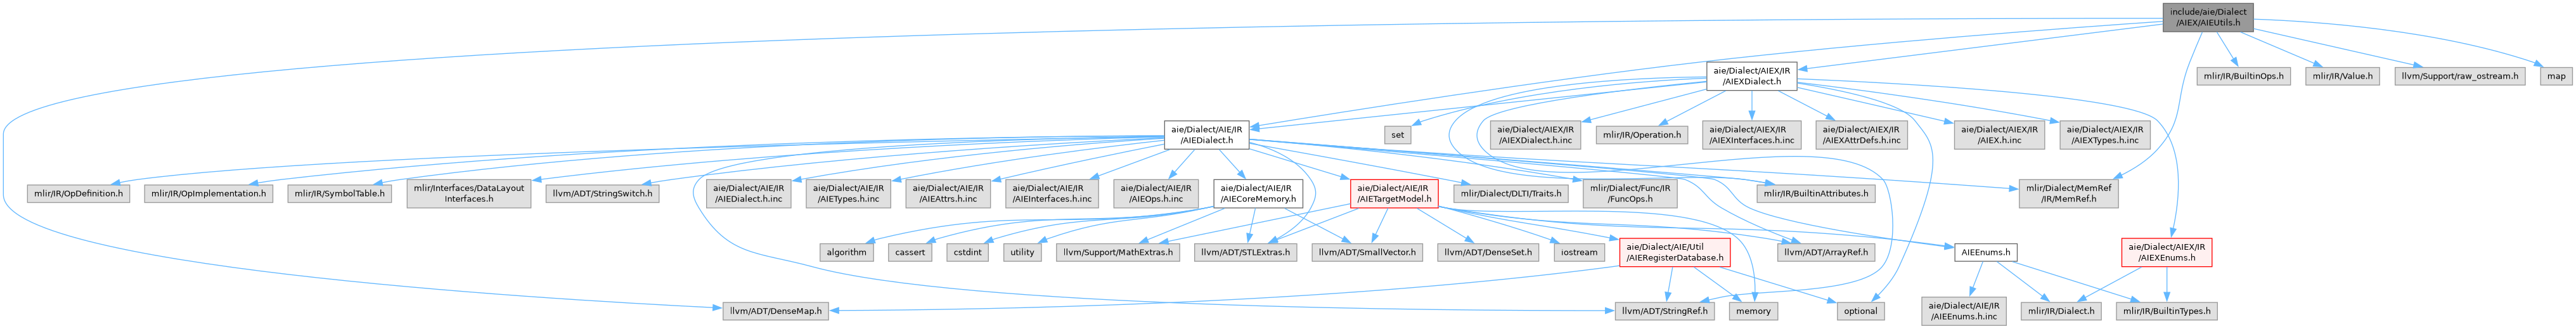 include/aie/Dialect
/AIEX/AIEUtils.h
aie/Dialect/AIEX/IR
/AIEXDialect.h
mlir/IR/BuiltinOps.h
mlir/IR/Value.h
llvm/Support/raw_ostream.h
map
aie/Dialect/AIE/IR
/AIEDialect.h
set
aie/Dialect/AIEX/IR
/AIEXDialect.h.inc
mlir/IR/Operation.h
aie/Dialect/AIEX/IR
/AIEXInterfaces.h.inc
aie/Dialect/AIEX/IR
/AIEXAttrDefs.h.inc
aie/Dialect/AIEX/IR
/AIEX.h.inc
aie/Dialect/AIEX/IR
/AIEXTypes.h.inc
mlir/IR/OpDefinition.h
mlir/IR/OpImplementation.h
mlir/IR/SymbolTable.h
mlir/Interfaces/DataLayout
Interfaces.h
llvm/ADT/StringSwitch.h
aie/Dialect/AIE/IR
/AIEDialect.h.inc
aie/Dialect/AIE/IR
/AIETypes.h.inc
aie/Dialect/AIE/IR
/AIEAttrs.h.inc
aie/Dialect/AIE/IR
/AIEInterfaces.h.inc
aie/Dialect/AIE/IR
/AIEOps.h.inc
aie/Dialect/AIE/IR
/AIECoreMemory.h
aie/Dialect/AIE/IR
/AIETargetModel.h
mlir/Dialect/DLTI/Traits.h
mlir/Dialect/Func/IR
/FuncOps.h
mlir/IR/BuiltinAttributes.h
mlir/Dialect/MemRef
/IR/MemRef.h
algorithm
cassert
cstdint
utility
llvm/Support/MathExtras.h
llvm/ADT/STLExtras.h
llvm/ADT/SmallVector.h
llvm/ADT/DenseSet.h
iostream
aie/Dialect/AIE/Util
/AIERegisterDatabase.h
llvm/ADT/ArrayRef.h
AIEEnums.h
aie/Dialect/AIEX/IR
/AIEXEnums.h
llvm/ADT/DenseMap.h
llvm/ADT/StringRef.h
memory
optional
aie/Dialect/AIE/IR
/AIEEnums.h.inc
mlir/IR/Dialect.h
mlir/IR/BuiltinTypes.h